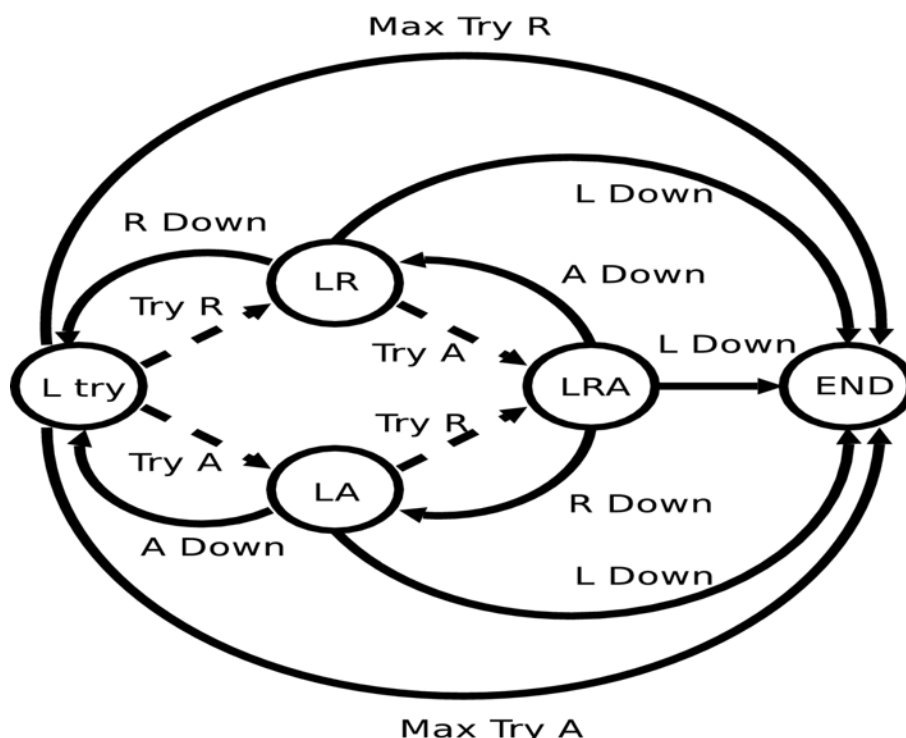 Max Try R
L Down
R Down
LR
A Down
Try R
Try A
L Down
L try
LRA
END
Try R
Try A
LA
R Down
A Down
L Down
Max Try A